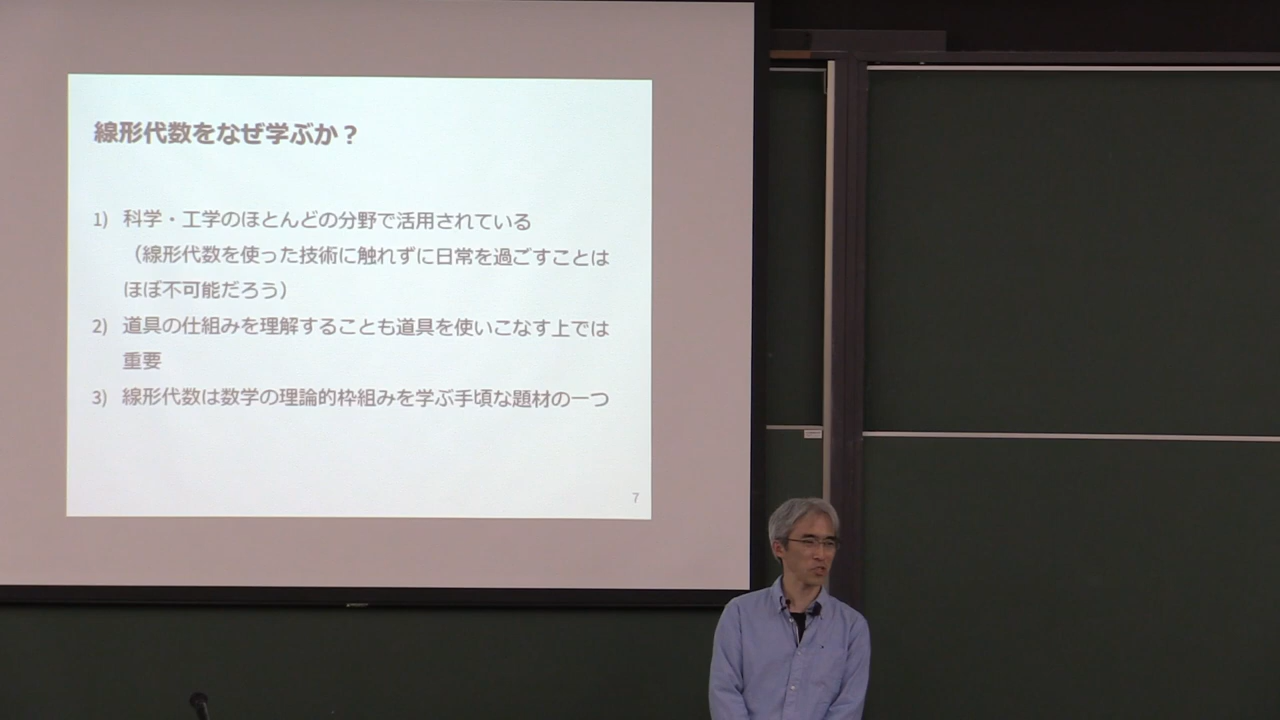 線形代数をなぜ学ぶか？
1) 科学・工学のほとんどの分野で活用されている
（線形代数を使った技術に触れずに日常を過ごすことは
ほぼ不可能だろう）
2) 道具の仕組みを理解することも道具を使いこなす上では
重要
3) 線形代数は数学の理論的枠組みを学ぶ手頃な題材の一つ
7